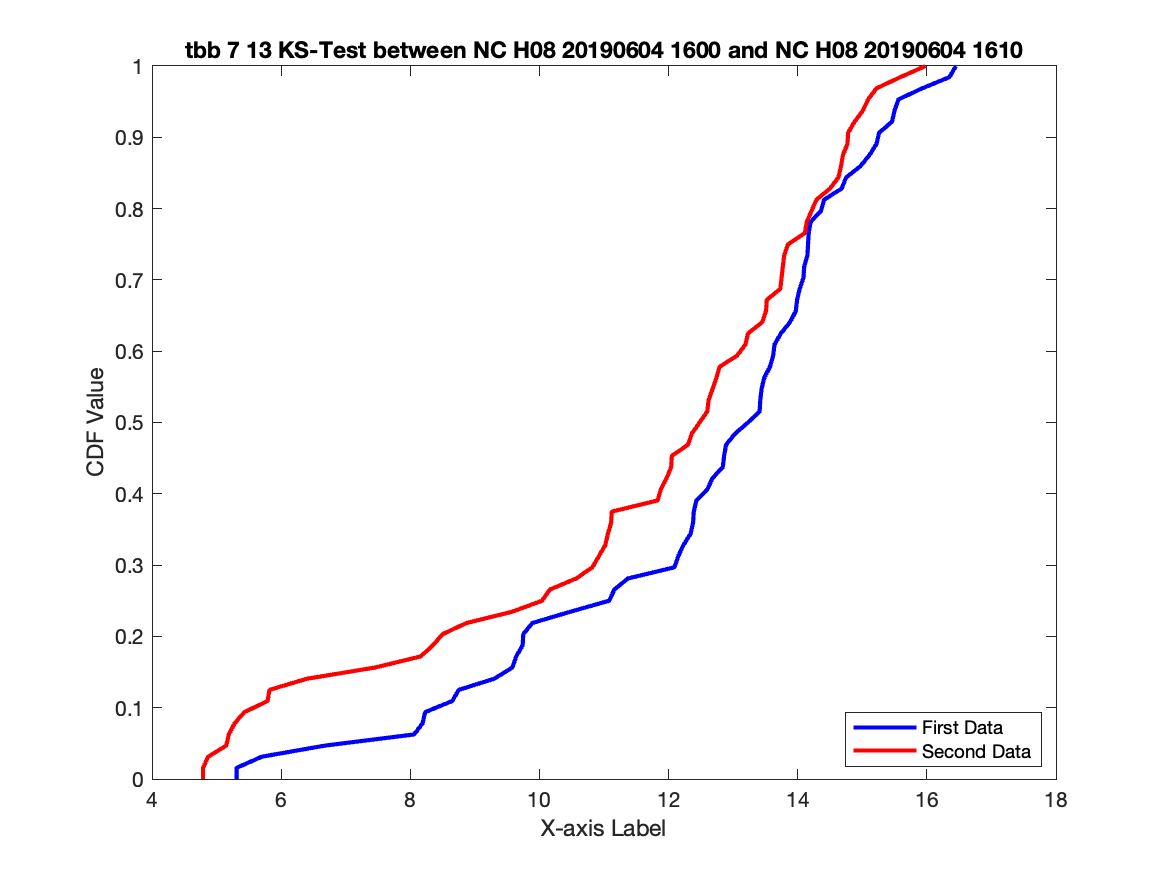 tbb 7 13 KS-Test between NC H08 20190604 1600 and NC H08 20190604 1610
1
0.9
0.8
0.7
0.6
0.5
0.4
0.3
0.2
0.1
0
CDF Value
First Data
Second Data
4 6 8 10 12 14 16 18
X-axis Label